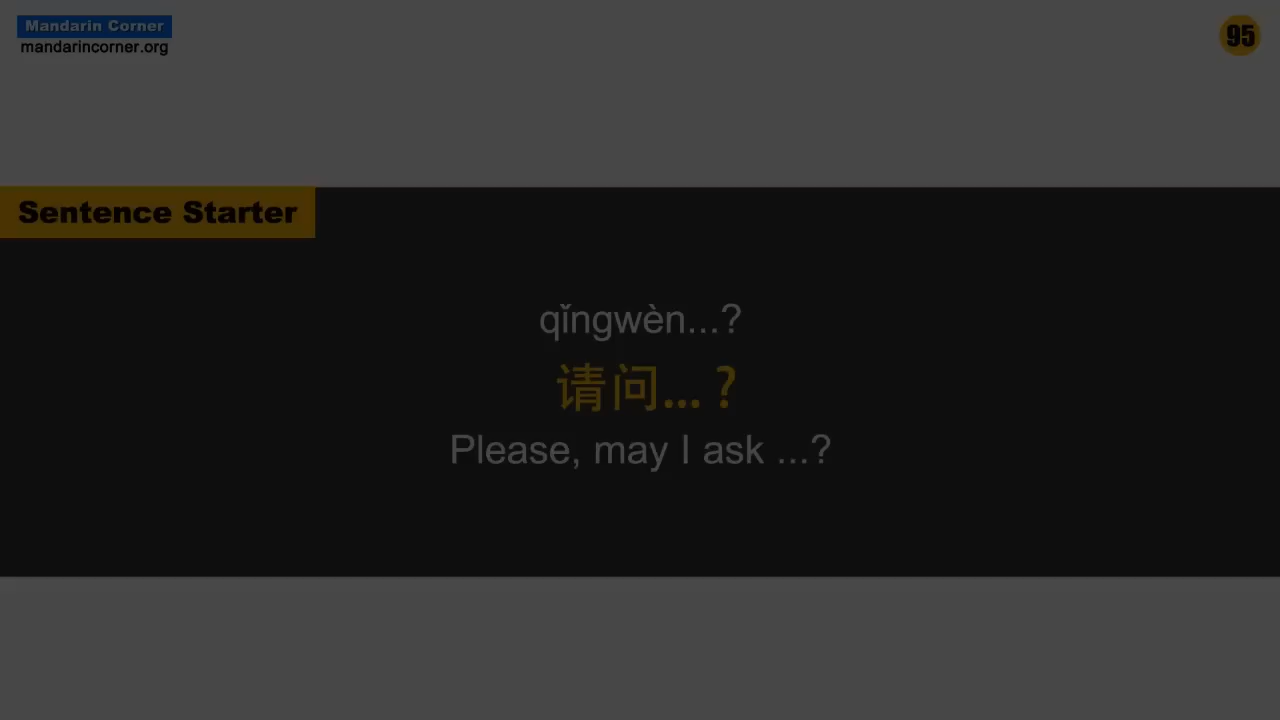 Mandarin Corner
mandarincorner.org
95
Sentence Starter
qǐngwèn...?
请问...？
Please, may I ask ...?